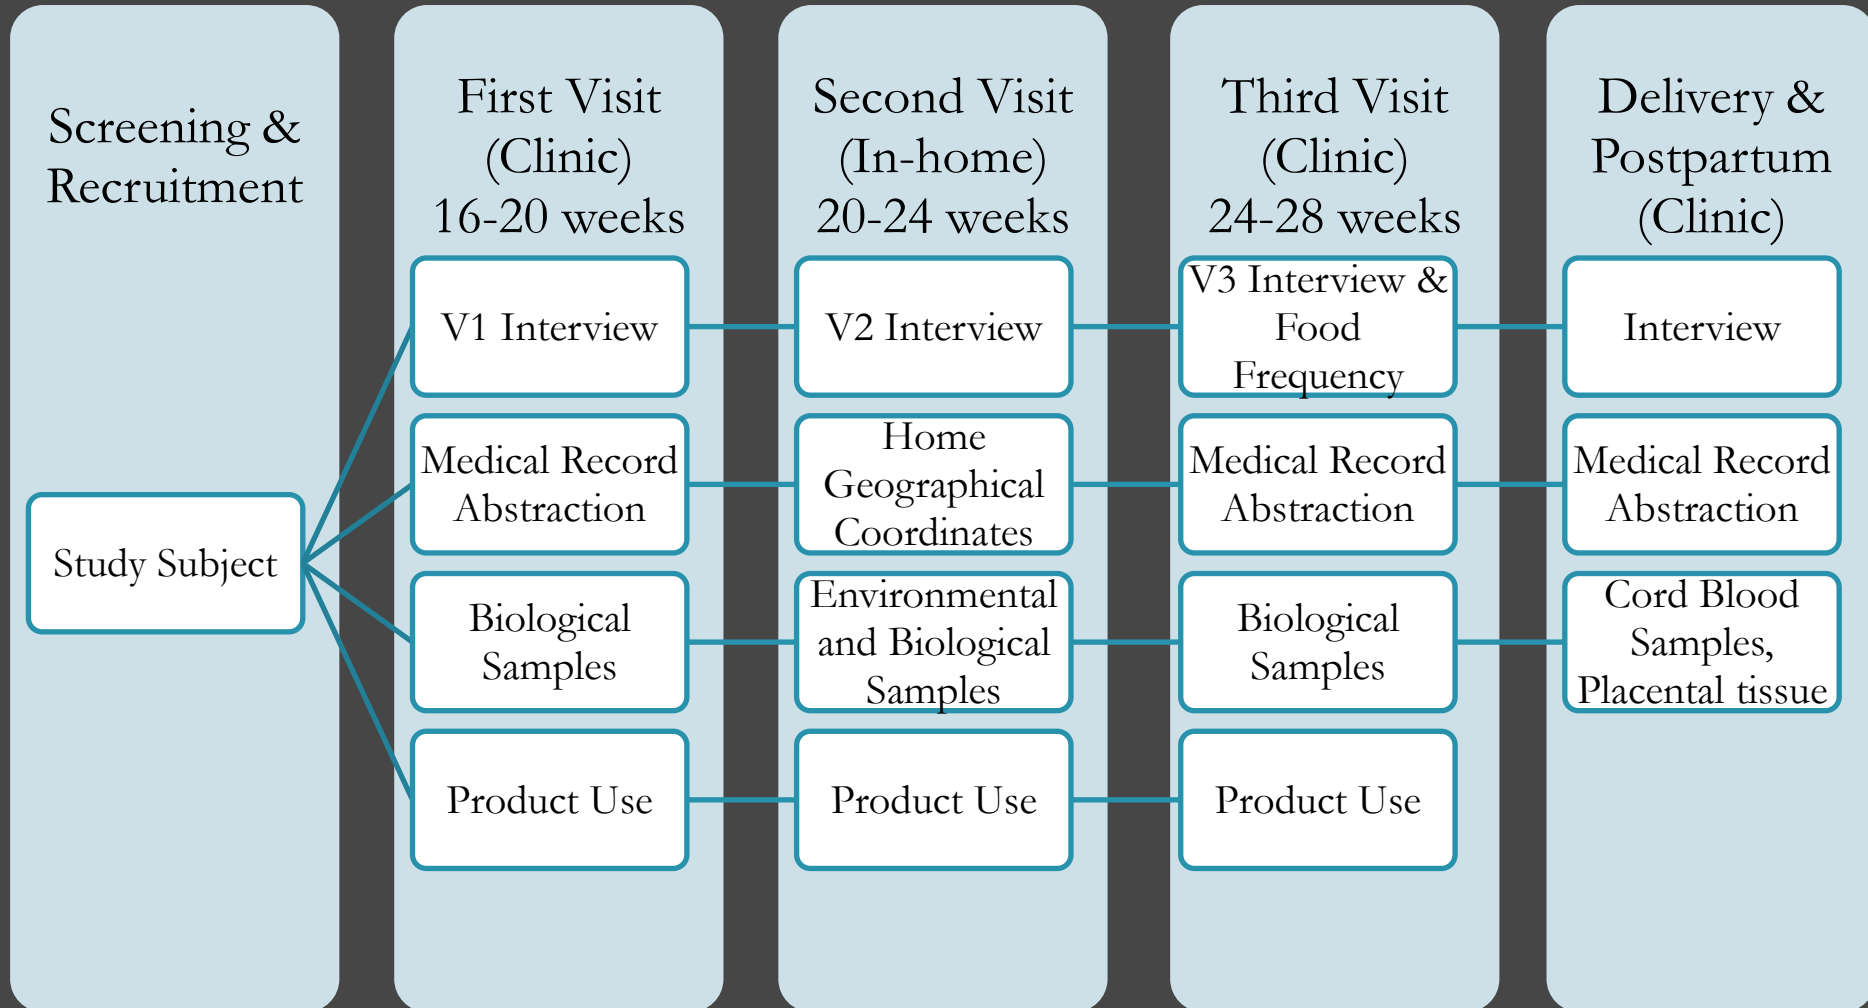 Screening &
Recruitment
Study Subject
First Visit
(Clinic)
16-20 weeks
V1 Interview
Medical Record
Abstraction
Biological
Samples
Product Use
Second Visit
(In-home)
20-24 weeks
V2 Interview
Home
Geographical
Coordinates
Environmental
and Biological
Samples
Product Use
Third Visit
(Clinic)
24-28 weeks
V3 Interview &
Food
Frequency
Medical Record
Abstraction
Biological
Samples
Product Use
Delivery &
Postpartum
(Clinic)
Interview
Medical Record
Abstraction
Cord Blood
Samples,
Placental tissue